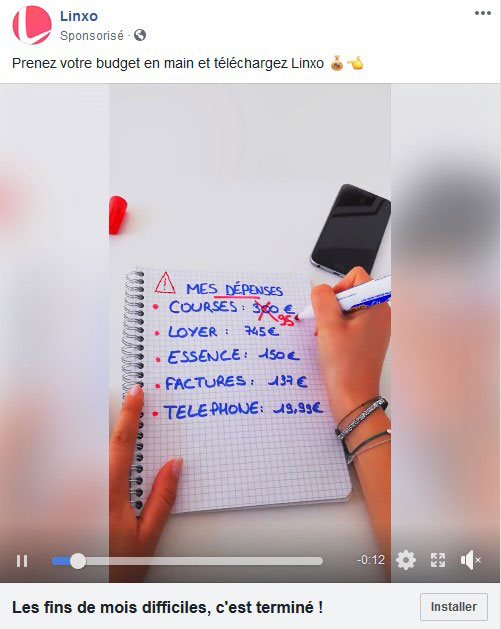 Linxo
Sponsorisé ·
Prenez votre budget en main et téléchargez Linxo 💰👈
MES DÉPENSES
• COURSES : 300 €
95
• LOYER : 745 €
• ESSENCE : 150 €
• FACTURES : 137 €
• TELEPHONE : 19,99 €
-0:12
Les fins de mois difficiles, c'est terminé !
Installer